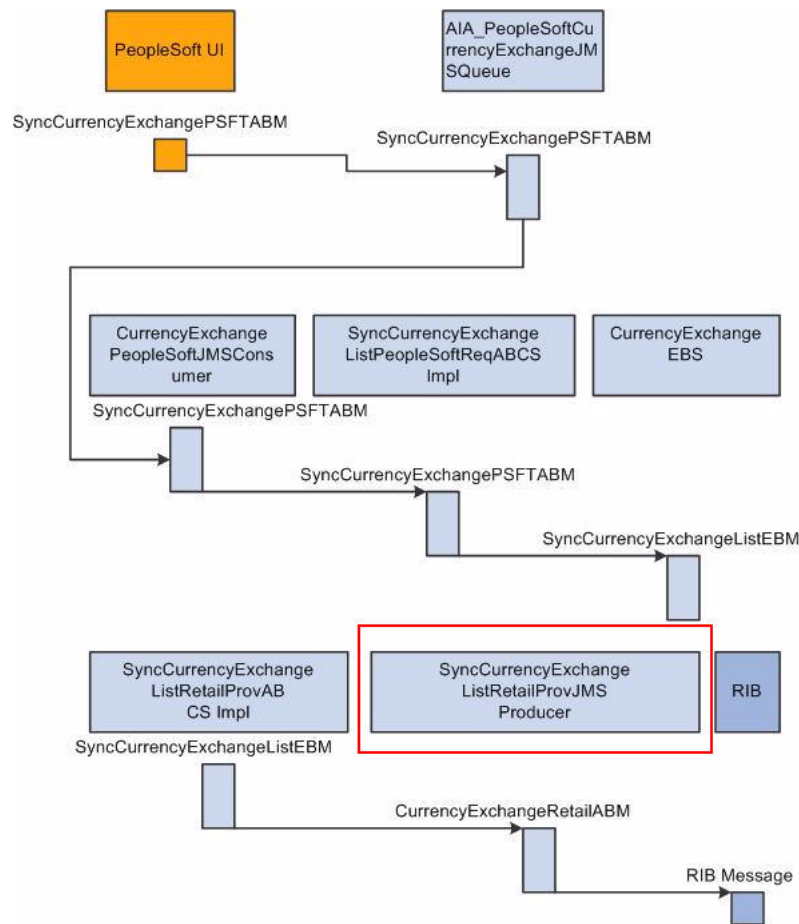 PeopleSoft UI
AIA_PeopleSoftCu
rrencyExchangeJM
SQueue
SyncCurrencyExchangePSFTABM
SyncCurrencyExchangePSFTABM
CurrencyExchange
PeopleSoftJMSCons
umer
SyncCurrencyExchange
ListPeopleSoftReqABCS
Impl
CurrencyExchange
EBS
SyncCurrencyExchangePSFTABM
SyncCurrencyExchangePSFTABM
SyncCurrencyExchangeListEBM
SyncCurrencyExchange
ListRetailProvAB
CS Impl
SyncCurrencyExchange
ListRetailProvJMS
Producer
RIB
SyncCurrencyExchangeListEBM
CurrencyExchangeRetailABM
RIB Message